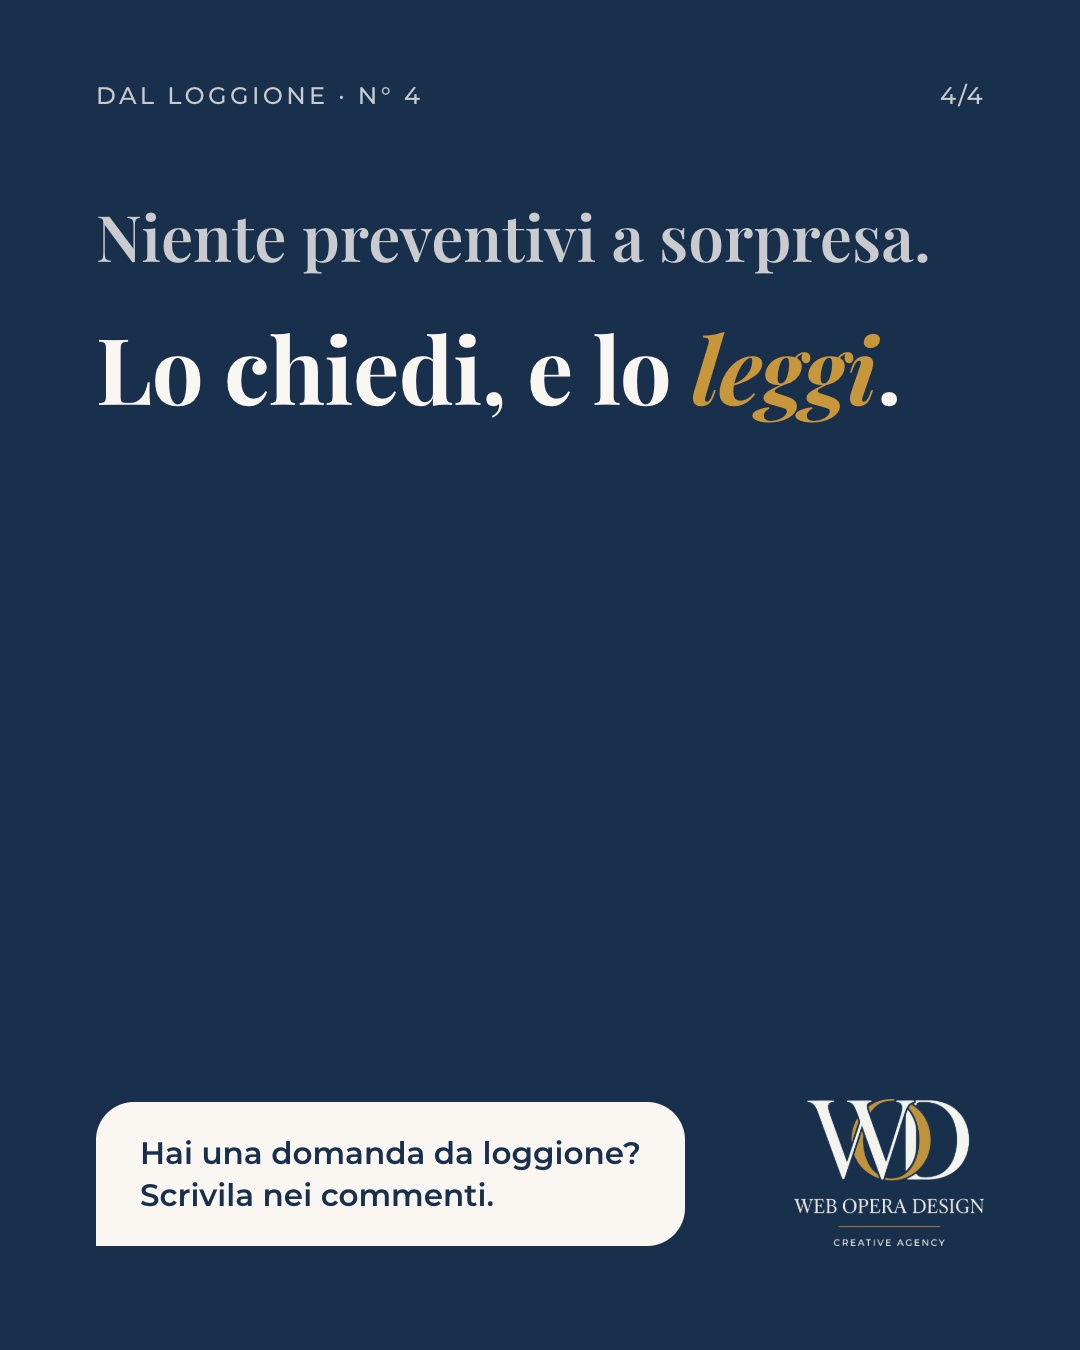 DAL LOGGIONE · N° 4
4/4
Niente preventivi a sorpresa.
Lo chiedi, e lo leggi.
Hai una domanda da loggione?
Scrivila nei commenti.
WOD
WEB OPERA DESIGN
CREATIVE AGENCY